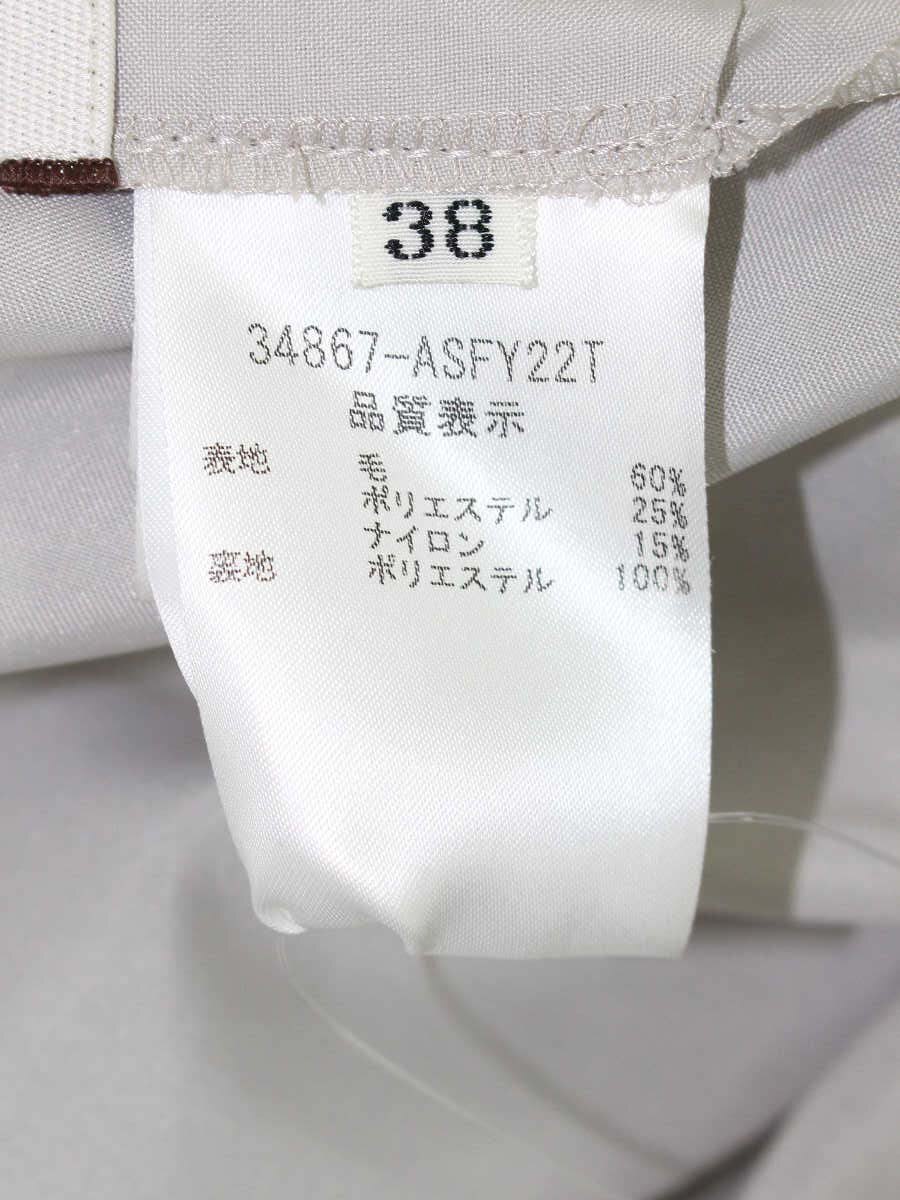 38
34867-ASFY22T
品質表示
表地 毛 60%
ポリエステル 25%
ナイロン 15%
裏地 ポリエステル 100%